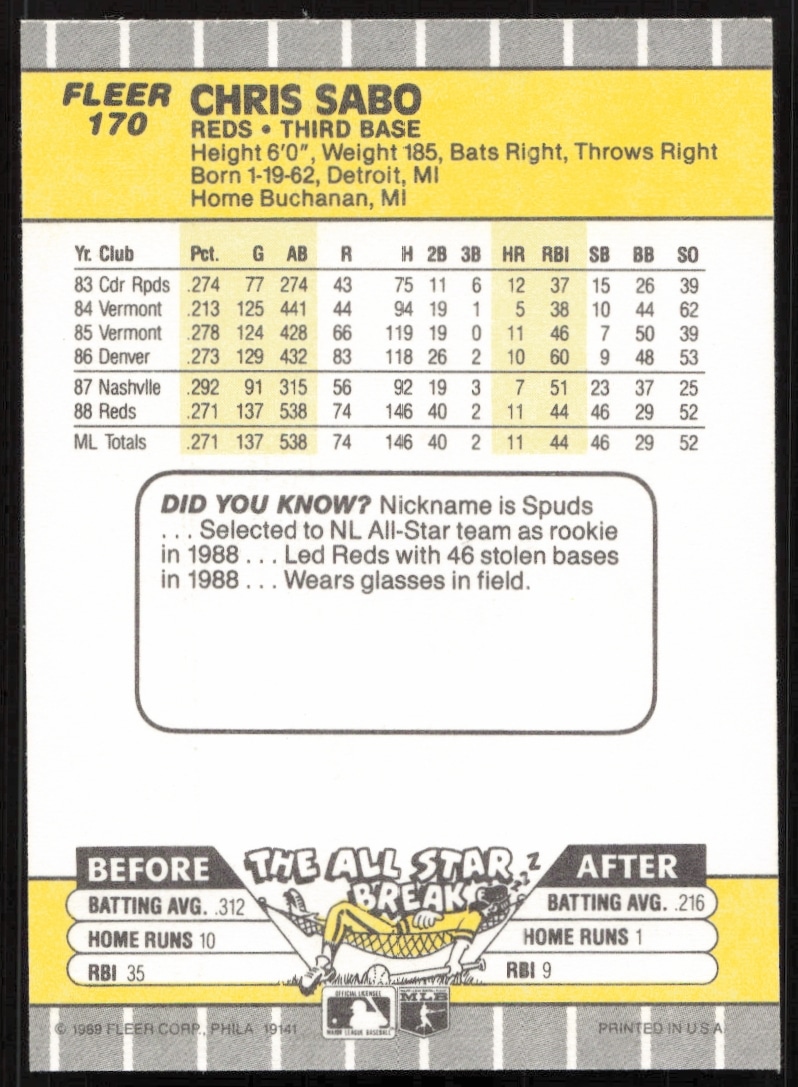 FLEER
170
CHRIS SABO
REDS • THIRD BASE
Height 6'0", Weight 185, Bats Right, Throws Right
Born 1-19-62, Detroit, MI
Home Buchanan, MI
Yr. Club Pct. G AB R H 2B 3B HR RBI SB BB SO
83 Cdr Rpds .274 77 274 43 75 11 6 12 37 15 26 39
84 Vermont .213 125 441 44 94 19 1 5 38 10 44 62
85 Vermont .278 124 428 66 119 19 0 11 46 7 50 39
86 Denver .273 129 432 83 118 26 2 10 60 9 48 53
87 Nashvlle .292 91 315 56 92 19 3 7 51 23 37 25
88 Reds .271 137 538 74 146 40 2 11 44 46 29 52
ML Totals .271 137 538 74 146 40 2 11 44 46 29 52
DID YOU KNOW? Nickname is Spuds
. . . Selected to NL All-Star team as rookie
in 1988 . . . Led Reds with 46 stolen bases
in 1988 . . . Wears glasses in field.
BEFORE
THE ALL STAR
BREAK
ZZZZ
AFTER
BATTING AVG. .312
HOME RUNS 10
RBI 35
BATTING AVG. .216
HOME RUNS 1
RBI 9
OFFICIAL LICENSEE
MAJOR LEAGUE BASEBALL
MLB
© 1989 FLEER CORP., PHILA 19141
PRINTED IN U.S.A.